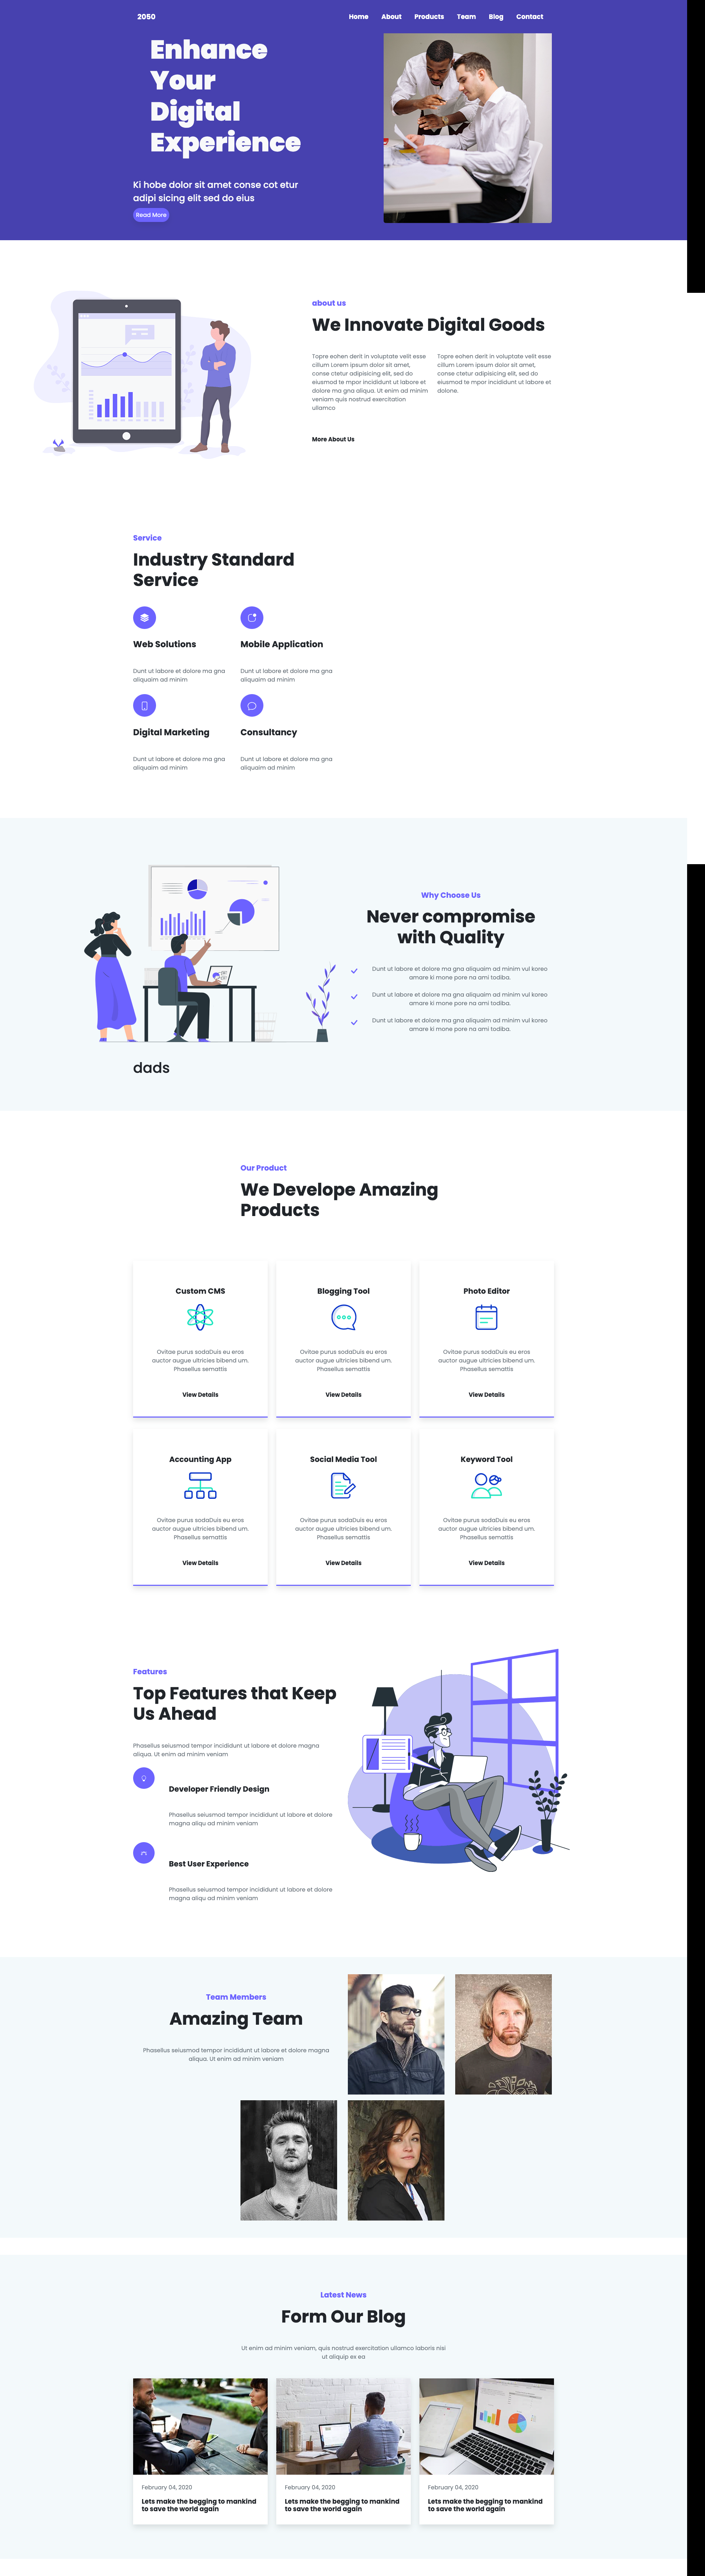 2050
Home About Products Team Blog Contact
Enhance
Your
Digital
Experience
Ki hobe dolor sit amet conse cot etur
adipi sicing elit sed do eius
Read More
about us
We Innovate Digital Goods
Topre eohen derit in voluptate velit esse
cillum Lorem ipsum dolor sit amet,
conse ctetur adipisicing elit, sed do
eiusmod te mpor incididunt ut labore et
dolore ma gna aliqua. Ut enim ad minim
veniam quis nostrud exercitation
ullamco
Topre eohen derit in voluptate velit esse
cillum Lorem ipsum dolor sit amet,
conse ctetur adipisicing elit, sed do
eiusmod te mpor incididunt ut labore et
dolone.
More About Us
Service
Industry Standard
Service
Web Solutions
Dunt ut labore et dolore ma gna
aliquaim ad minim
Mobile Application
Dunt ut labore et dolore ma gna
aliquaim ad minim
Digital Marketing
Dunt ut labore et dolore ma gna
aliquaim ad minim
Consultancy
Dunt ut labore et dolore ma gna
aliquaim ad minim
Why Choose Us
Never compromise
with Quality
Dunt ut labore et dolore ma gna aliquaim ad minim vul koreo
amare ki mone pore na ami todiba.
Dunt ut labore et dolore ma gna aliquaim ad minim vul koreo
amare ki mone pore na ami todiba.
Dunt ut labore et dolore ma gna aliquaim ad minim vul koreo
amare ki mone pore na ami todiba.
dads
Our Product
We Develope Amazing
Products
Custom CMS
Ovitae purus sodaDuis eu eros
auctor augue ultricies bibend um.
Phasellus semattis
View Details
Blogging Tool
Ovitae purus sodaDuis eu eros
auctor augue ultricies bibend um.
Phasellus semattis
View Details
Photo Editor
Ovitae purus sodaDuis eu eros
auctor augue ultricies bibend um.
Phasellus semattis
View Details
Accounting App
Ovitae purus sodaDuis eu eros
auctor augue ultricies bibend um.
Phasellus semattis
View Details
Social Media Tool
Ovitae purus sodaDuis eu eros
auctor augue ultricies bibend um.
Phasellus semattis
View Details
Keyword Tool
Ovitae purus sodaDuis eu eros
auctor augue ultricies bibend um.
Phasellus semattis
View Details
Features
Top Features that Keep
Us Ahead
Phasellus seiusmod tempor incididunt ut labore et dolore magna
aliqua. Ut enim ad minim veniam
Developer Friendly Design
Phasellus seiusmod tempor incididunt ut labore et dolore
magna aliqu ad minim veniam
Best User Experience
Phasellus seiusmod tempor incididunt ut labore et dolore
magna aliqu ad minim veniam
Team Members
Amazing Team
Phasellus seiusmod tempor incididunt ut labore et dolore magna
aliqua. Ut enim ad minim veniam
Latest News
Form Our Blog
Ut enim ad minim veniam, quis nostrud exercitation ullamco laboris nisi
ut aliquip ex ea
February 04, 2020
Lets make the begging to mankind
to save the world again
February 04, 2020
Lets make the begging to mankind
to save the world again
February 04, 2020
Lets make the begging to mankind
to save the world again